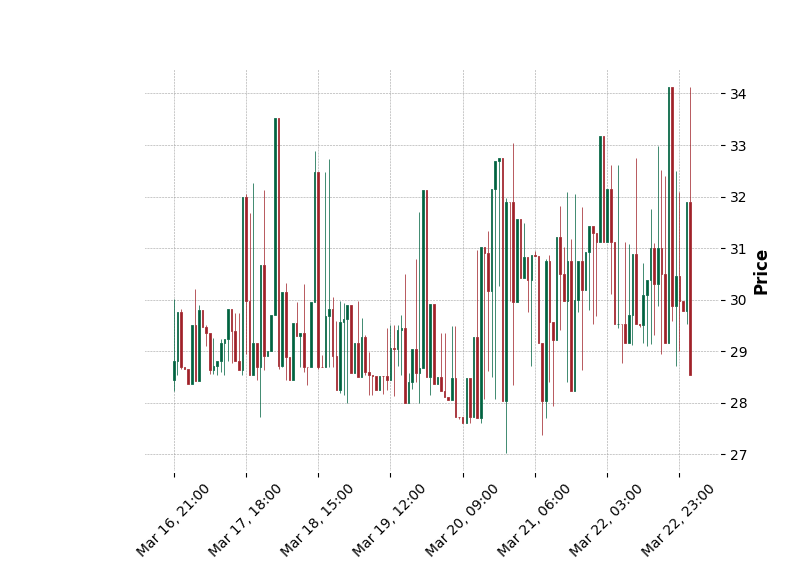 34
33
32
31
30
29
28
27
Price
Mar 16, 21:00
Mar 17, 18:00
Mar 18, 15:00
Mar 19, 12:00
Mar 20, 09:00
Mar 21, 06:00
Mar 22, 03:00
Mar 22, 23:00